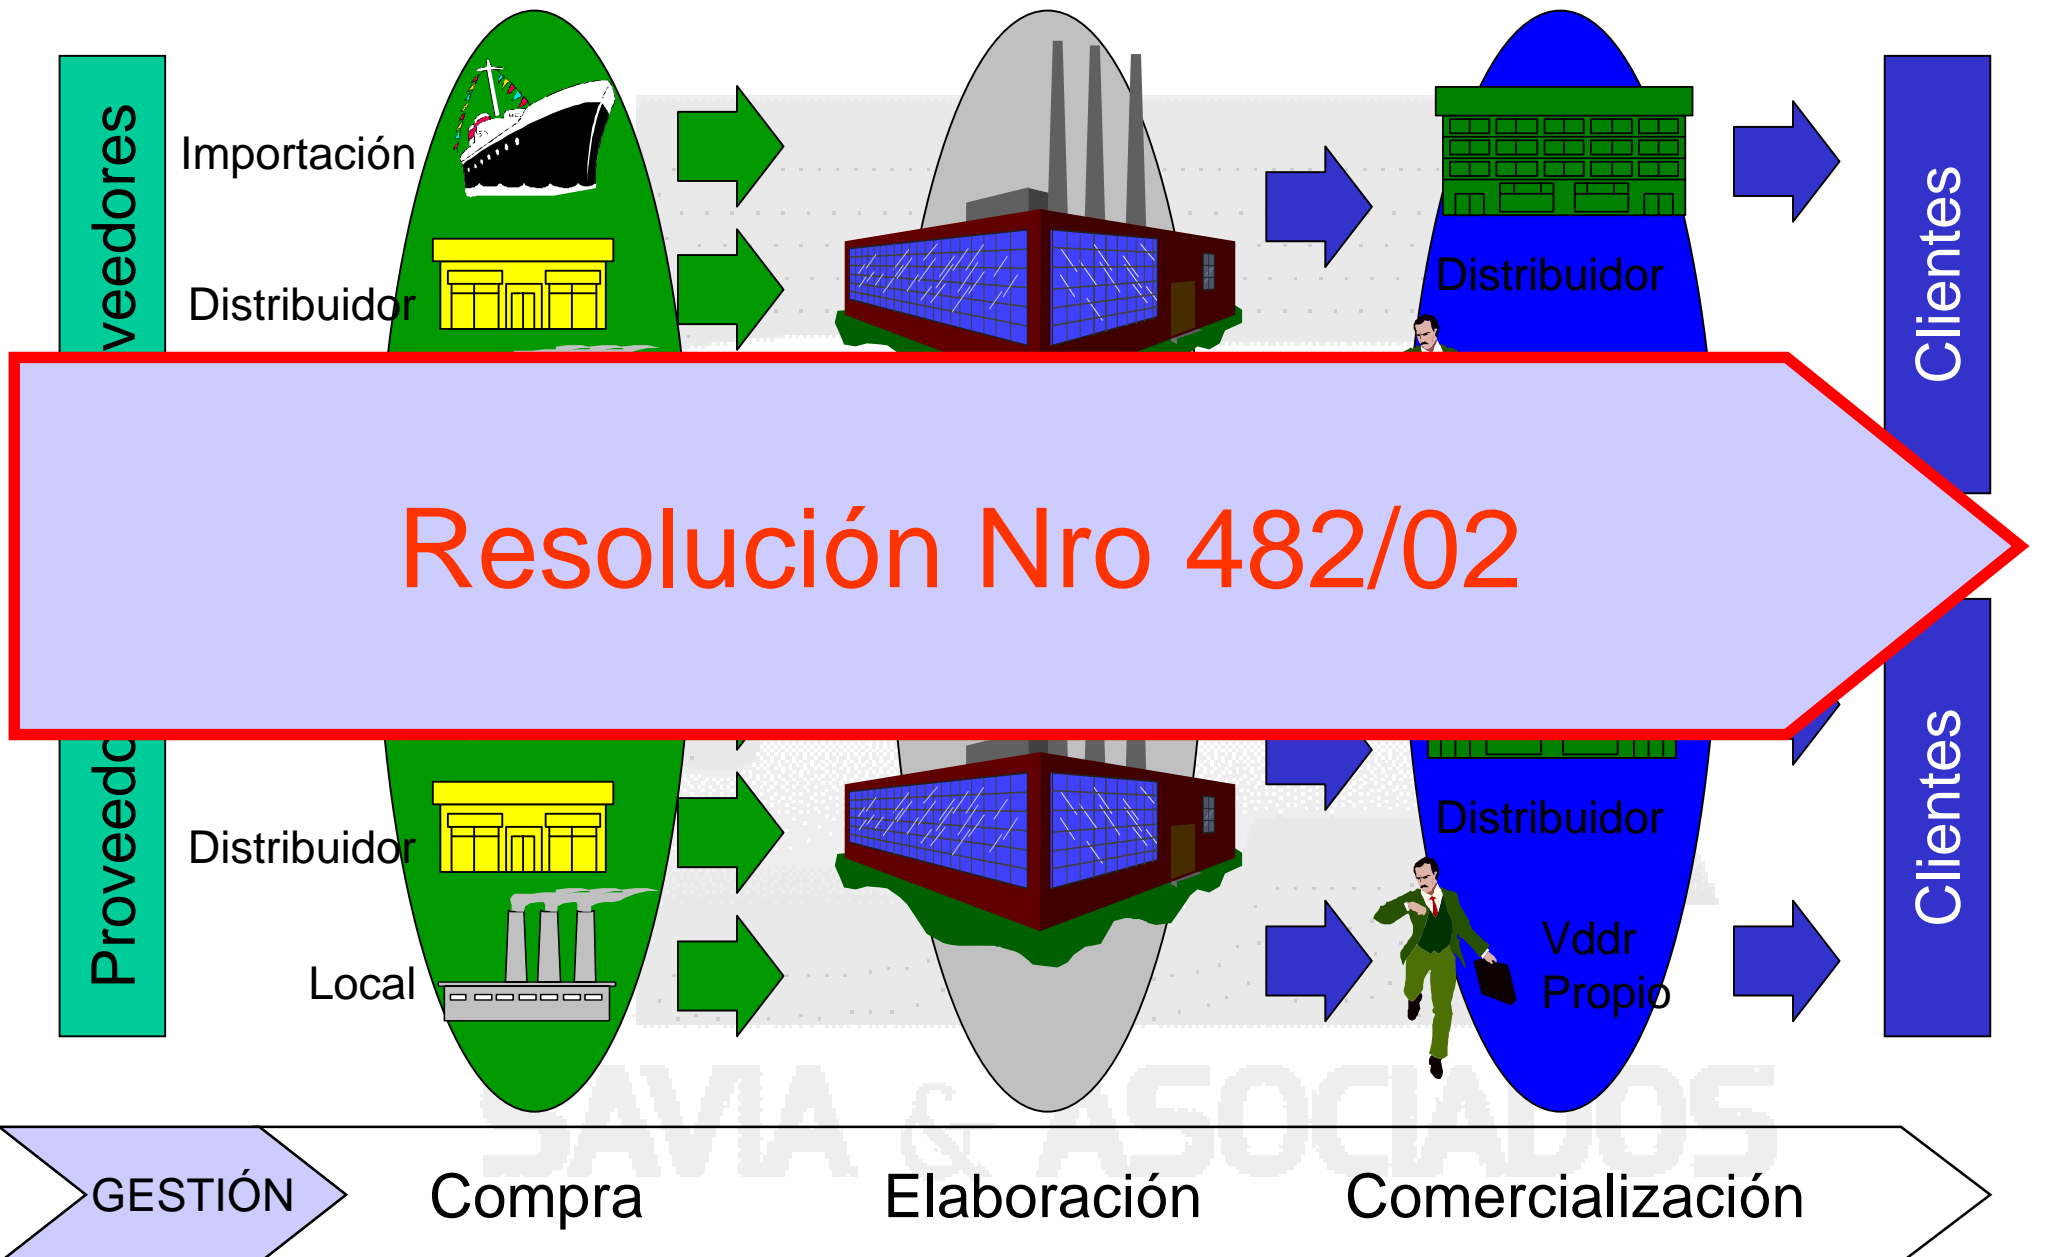 veedores
Importación
Distribuidor
Distribuidor
Clientes
Resolución Nro 482/02
Proveedo
Distribuidor
Local
Distribuidor
Vddr
Propio
Clientes
SAVIA & ASOCIADOS
GESTIÓN
Compra
Elaboración
Comercialización